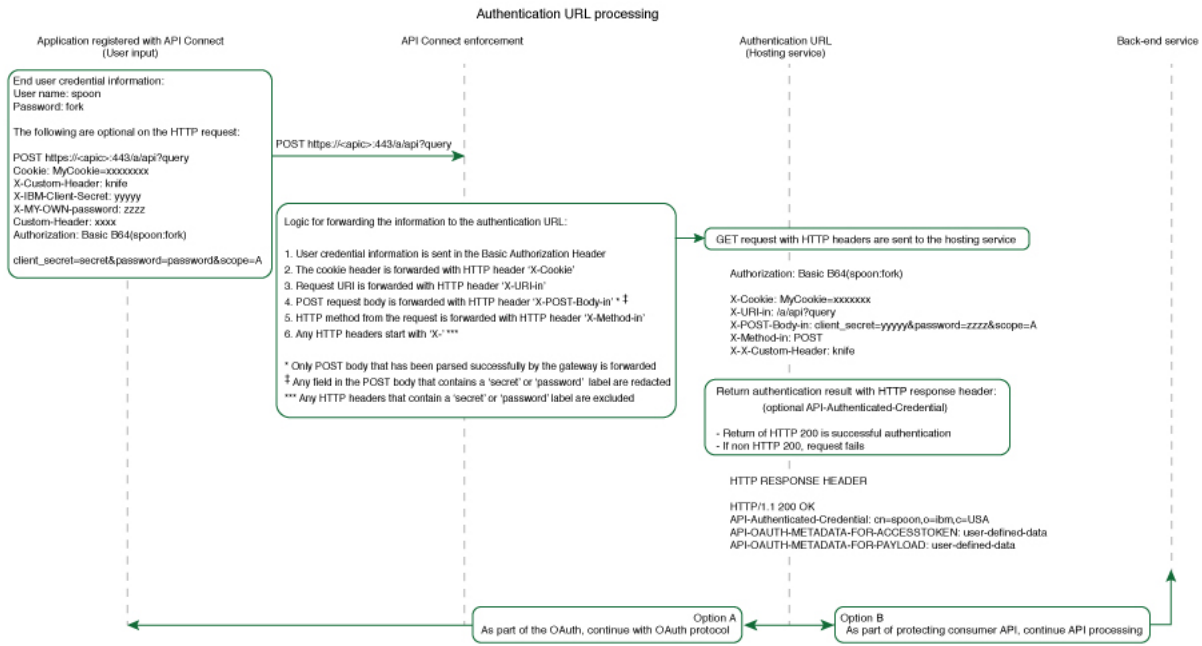 Authentication URL processing
Application registered with API Connect
(User input)
API Connect enforcement
Authentication URL
(Hosting service)
Back-end service
End user credential information:
User name: spoon
Password: fork
The following are optional on the HTTP request:
POST https://<apic>:443/a/api?query
Cookie: MyCookie=xxxxxxxx
X-Custom-Header: knife
X-IBM-Client-Secret: yyyyy
X-MY-OWN-password: zzzz
Custom-Header: xxxx
Authorization: Basic B64(spoon:fork)
client_secret=secret&password=password&scope=A
POST https://<apic>:443/a/api?query
Logic for forwarding the information to the authentication URL:
1. User credential information is sent in the Basic Authorization Header
2. The cookie header is forwarded with HTTP header ‘X-Cookie’
3. Request URI is forwarded with HTTP header ‘X-URI-in’
4. POST request body is forwarded with HTTP header ‘X-POST-Body-in’ * ‡
5. HTTP method from the request is forwarded with HTTP header ‘X-Method-in’
6. Any HTTP headers start with ‘X-’ ***
* Only POST body that has been parsed successfully by the gateway is forwarded
‡ Any field in the POST body that contains a ‘secret’ or ‘password’ label are redacted
*** Any HTTP headers that contain a ‘secret’ or ‘password’ label are excluded
GET request with HTTP headers are sent to the hosting service
Authorization: Basic B64(spoon:fork)
X-Cookie: MyCookie=xxxxxxx
X-URI-in: /a/api?query
X-POST-Body-in: client_secret=yyyyy&password=zzzz&scope=A
X-Method-in: POST
X-X-Custom-Header: knife
Return authentication result with HTTP response header:
(optional API-Authenticated-Credential)
- Return of HTTP 200 is successful authentication
- If non HTTP 200, request fails
HTTP RESPONSE HEADER
HTTP/1.1 200 OK
API-Authenticated-Credential: cn=spoon,o=ibm,c=USA
API-OAUTH-METADATA-FOR-ACCESSTOKEN: user-defined-data
API-OAUTH-METADATA-FOR-PAYLOAD: user-defined-data
Option A
As part of the OAuth, continue with OAuth protocol
Option B
As part of protecting consumer API, continue API processing